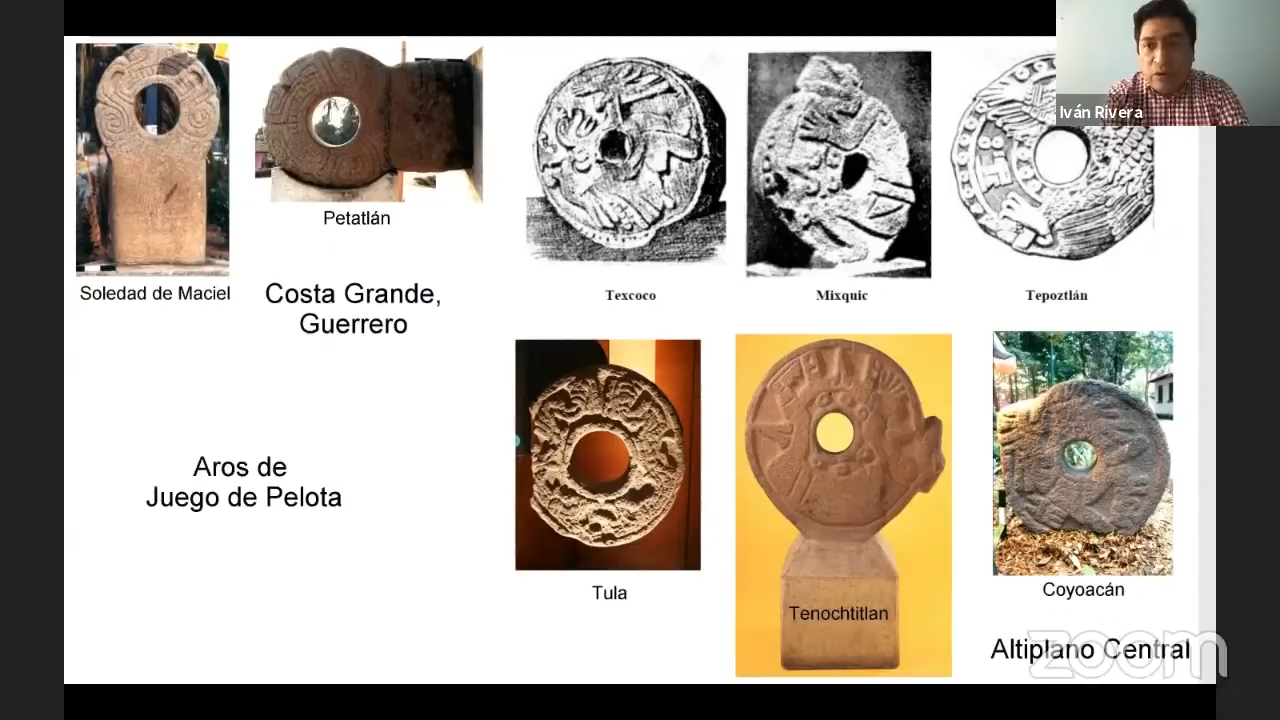 Iván Rivera
Petatlán
Soledad de Maciel
Costa Grande,
Guerrero
Texcoco
Mixquic
Tepoztlán
Aros de
Juego de Pelota
Tula
Tenochtitlan
Coyoacán
Altiplano Central
zoom